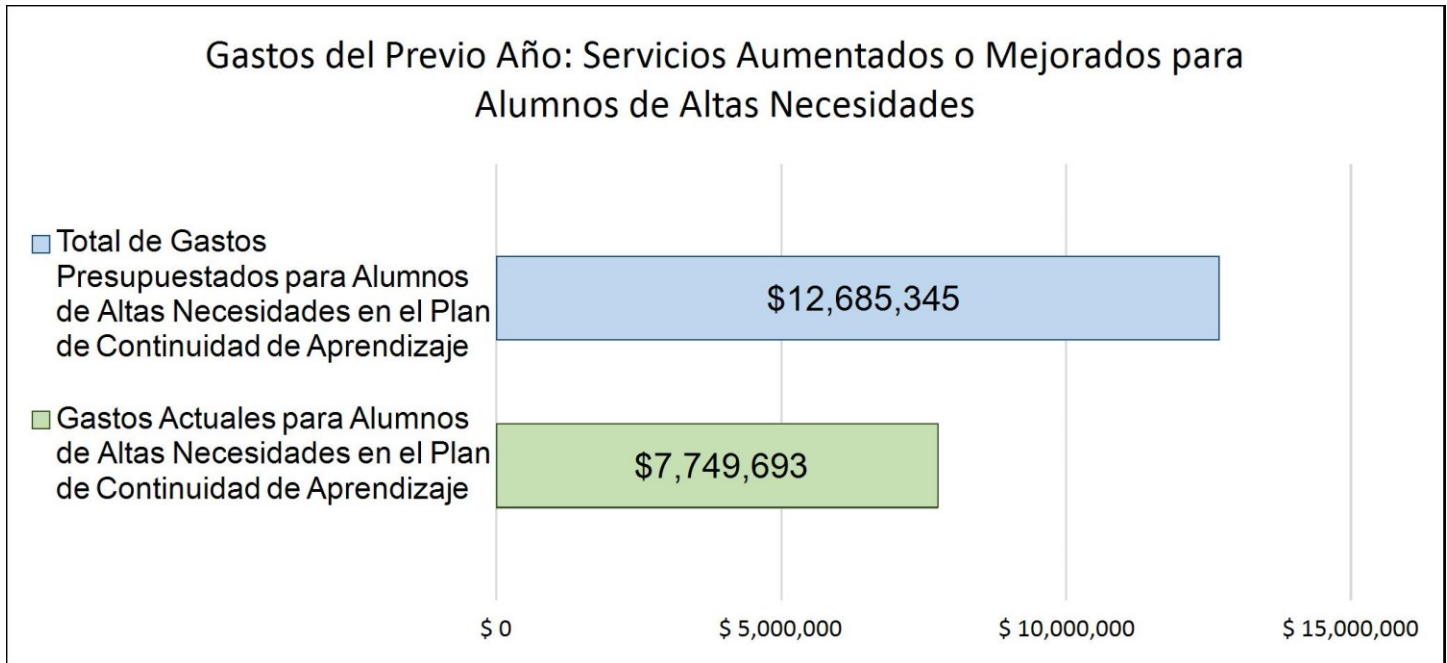 Gastos del Previo Año: Servicios Aumentados o Mejorados para
Alumnos de Altas Necesidades
Total de Gastos
Presupuestados para Alumnos
de Altas Necesidades en el Plan
de Continuidad de Aprendizaje
$12,685,345
Gastos Actuales para Alumnos
de Altas Necesidades en el Plan
de Continuidad de Aprendizaje
$7,749,693
$ 0
$ 5,000,000
$ 10,000,000
$ 15,000,000